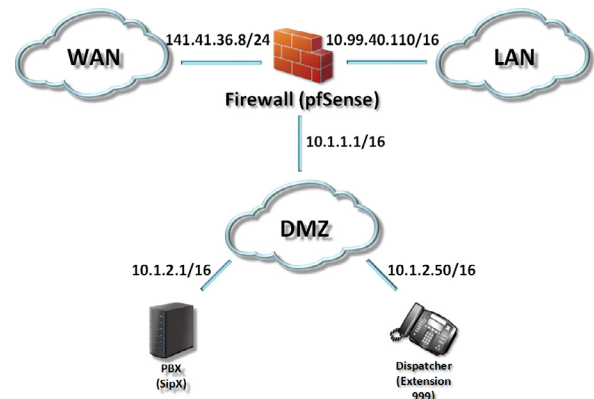 WAN
141.41.36.8/24
10.99.40.110/16
LAN
Firewall (pfSense)
10.1.1.1/16
DMZ
10.1.2.1/16
10.1.2.50/16
PBX
(SipX)
Dispatcher
(Extension
999)